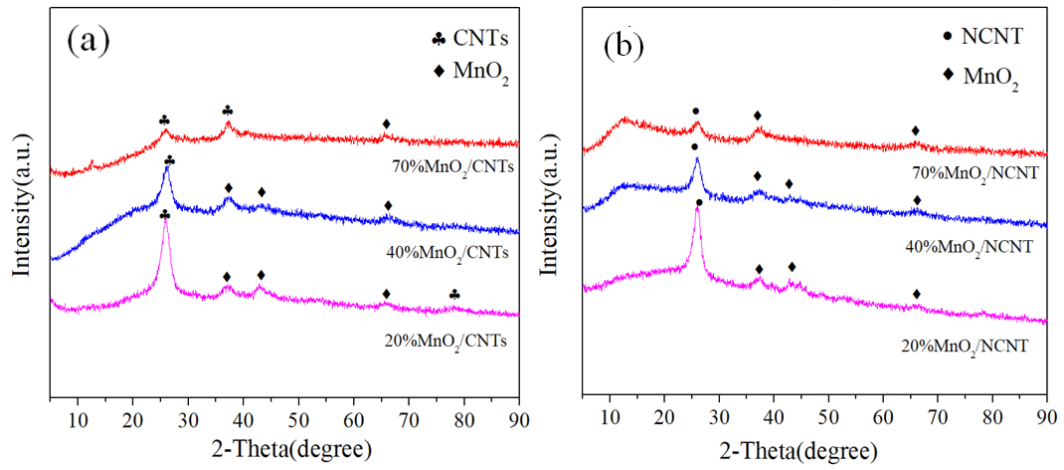 (a)
♣ CNTs
♦ MnO₂
70%MnO₂/CNTs
40%MnO₂/CNTs
20%MnO₂/CNTs
Intensity(a.u.)
10 20 30 40 50 60 70 80 90
2-Theta(degree)
(b)
● NCNT
♦ MnO₂
70%MnO₂/NCNT
40%MnO₂/NCNT
20%MnO₂/NCNT
Intensity(a.u.)
10 20 30 40 50 60 70 80 90
2-Theta(degree)